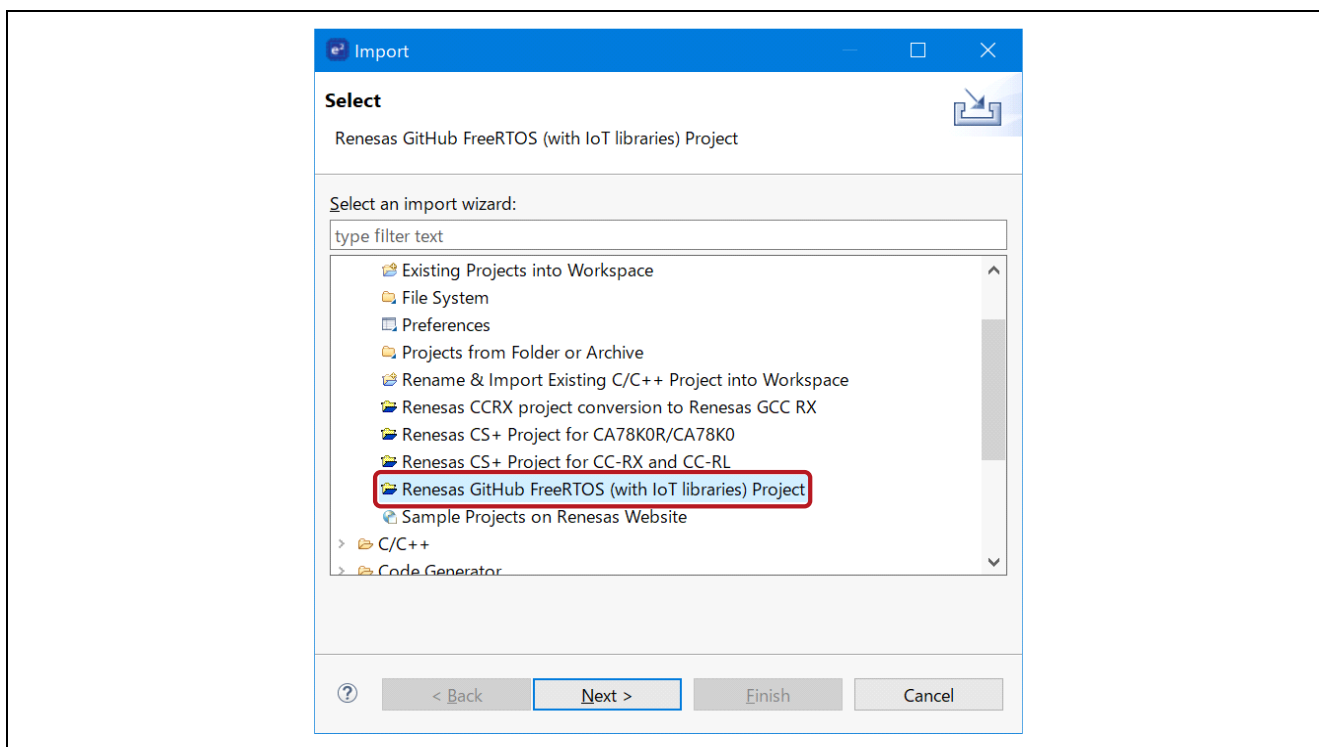 e² Import
Select
Renesas GitHub FreeRTOS (with IoT libraries) Project
Select an import wizard:
type filter text
Existing Projects into Workspace
File System
Preferences
Projects from Folder or Archive
Rename & Import Existing C/C++ Project into Workspace
Renesas CCRX project conversion to Renesas GCC RX
Renesas CS+ Project for CA78K0R/CA78K0
Renesas CS+ Project for CC-RX and CC-RL
Renesas GitHub FreeRTOS (with IoT libraries) Project
Sample Projects on Renesas Website
> C/C++
> Code Generator
? < Back Next > Finish Cancel